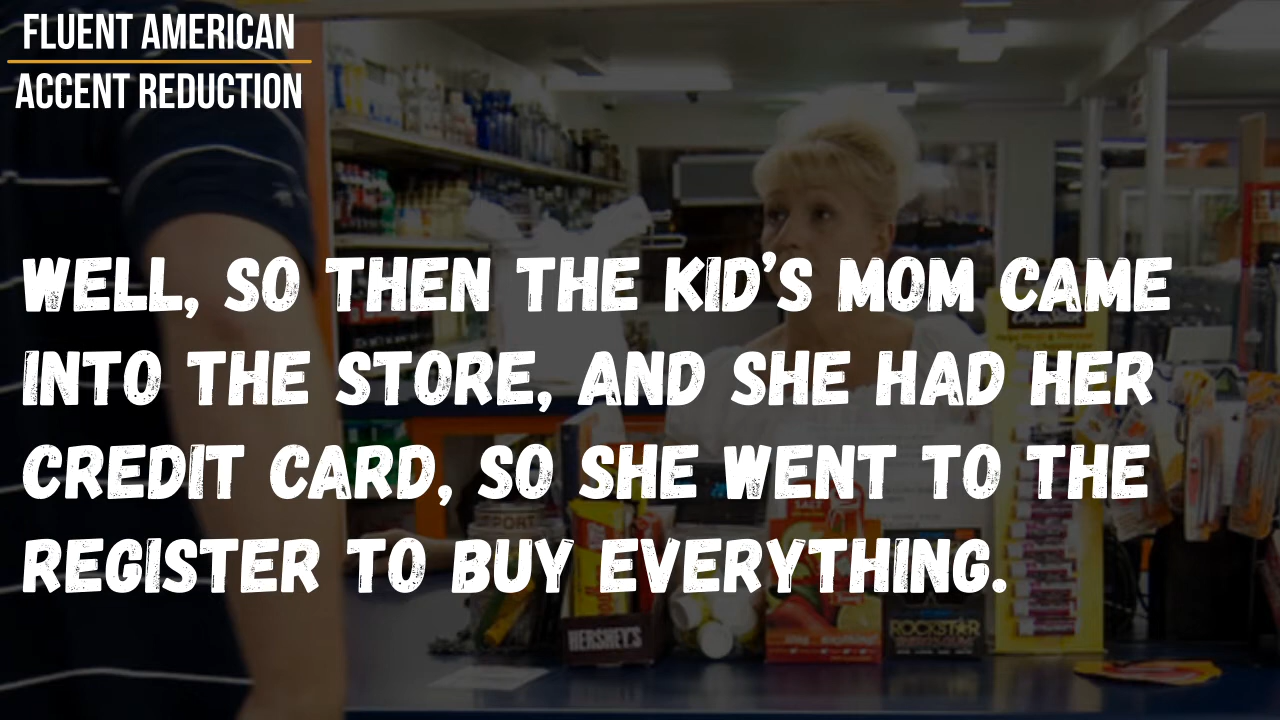 FLUENT AMERICAN
ACCENT REDUCTION
WELL, SO THEN THE KID'S MOM CAME
INTO THE STORE, AND SHE HAD HER
CREDIT CARD, SO SHE WENT TO THE
REGISTER TO BUY EVERYTHING.
HERSHEY'S
SALT
ROCKSTAR